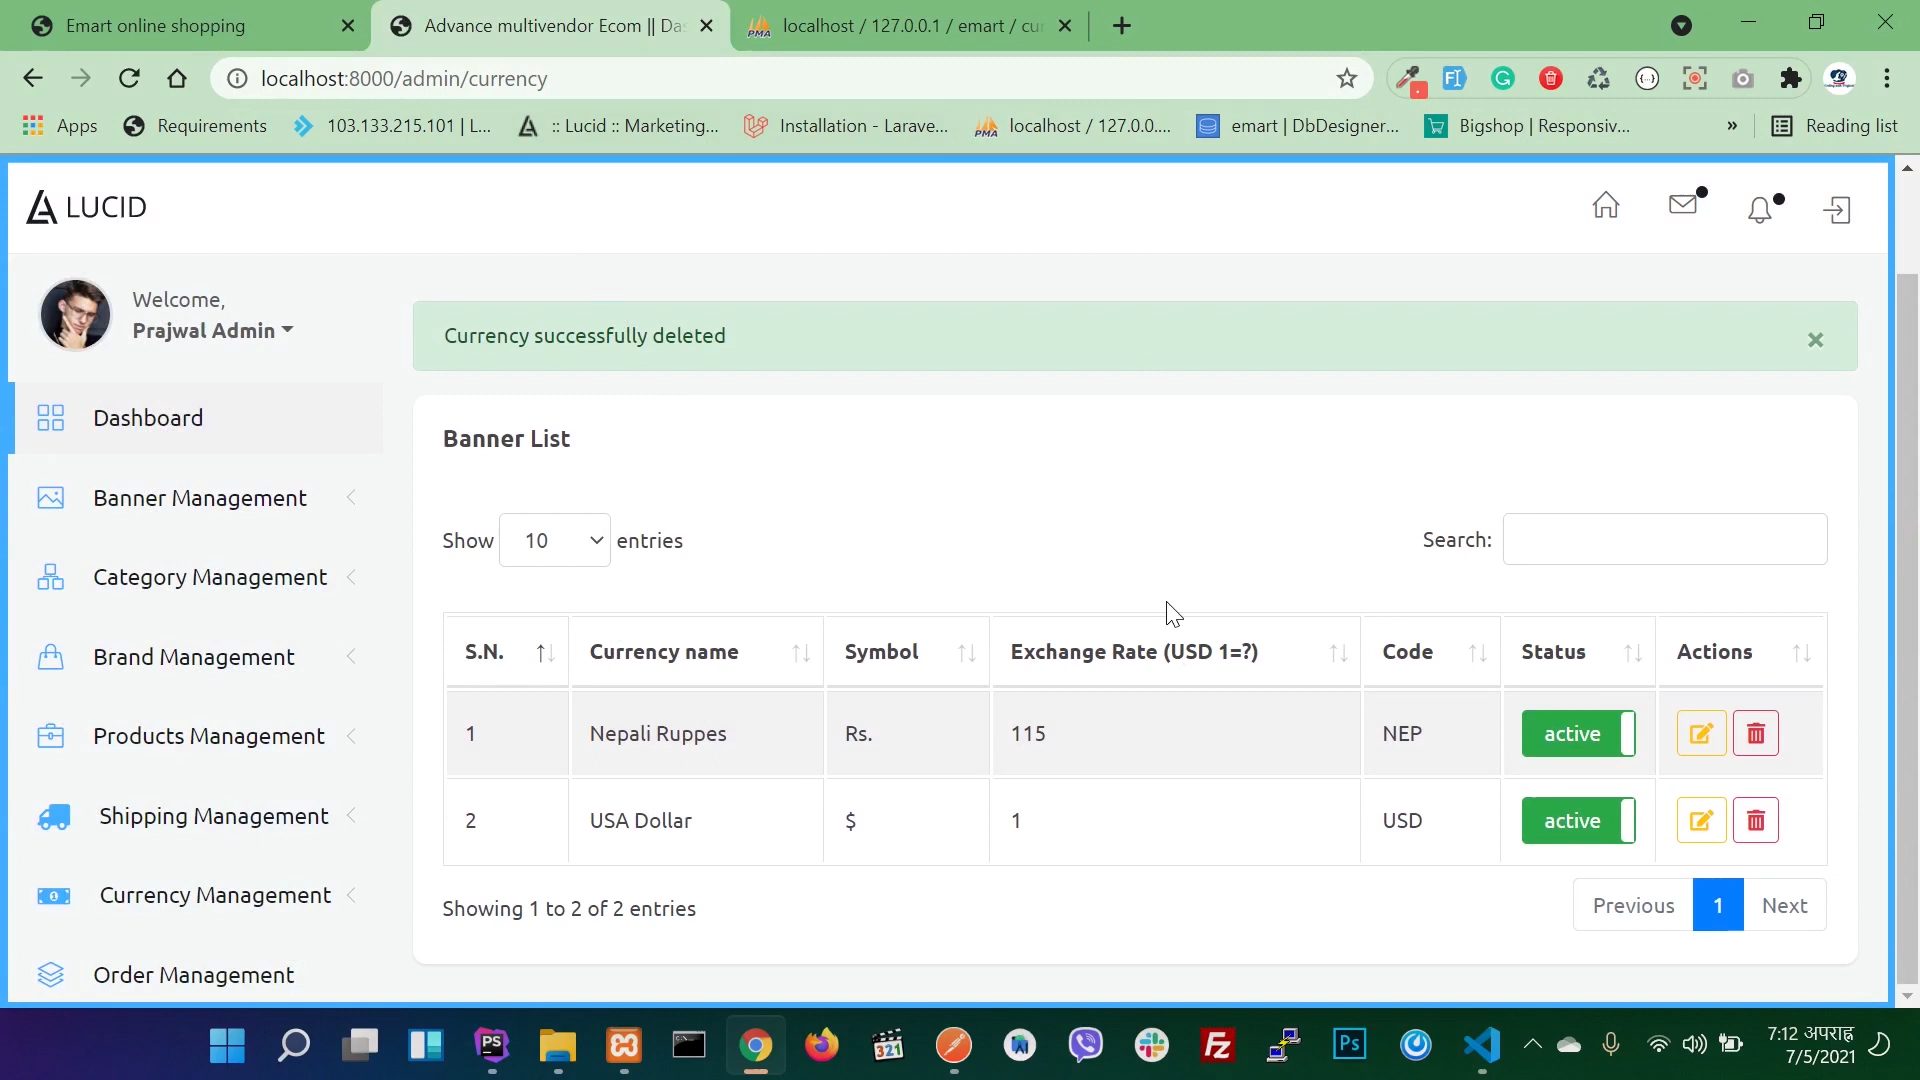 Emart online shopping
Advance multivendor Ecom || Da
localhost / 127.0.0.1 / emart / cu
localhost:8000/admin/currency
Apps
Requirements
103.133.215.101 | L...
:: Lucid :: Marketing...
Installation - Larave...
localhost / 127.0.0....
emart | DbDesigner...
Bigshop | Responsiv...
»
Reading list
LUCID
Welcome,
Prajwal Admin
Currency successfully deleted
×
Dashboard
Banner Management
Category Management
Brand Management
Products Management
Shipping Management
Currency Management
Order Management
Banner List
Show 10 entries
Search:
S.N. Currency name Symbol Exchange Rate (USD 1=?) Code Status Actions
1 Nepali Ruppes Rs. 115 NEP active
2 USA Dollar $ 1 USD active
Showing 1 to 2 of 2 entries
Previous 1 Next
7:12 अपराह्न
7/5/2021